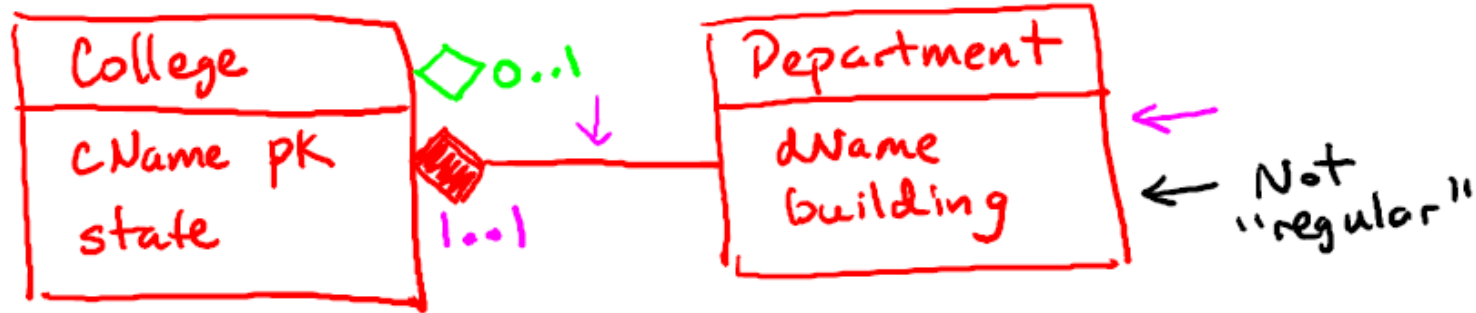 College
cName pk
state
0..1
1..1
Department
dName
building
Not
"regular"